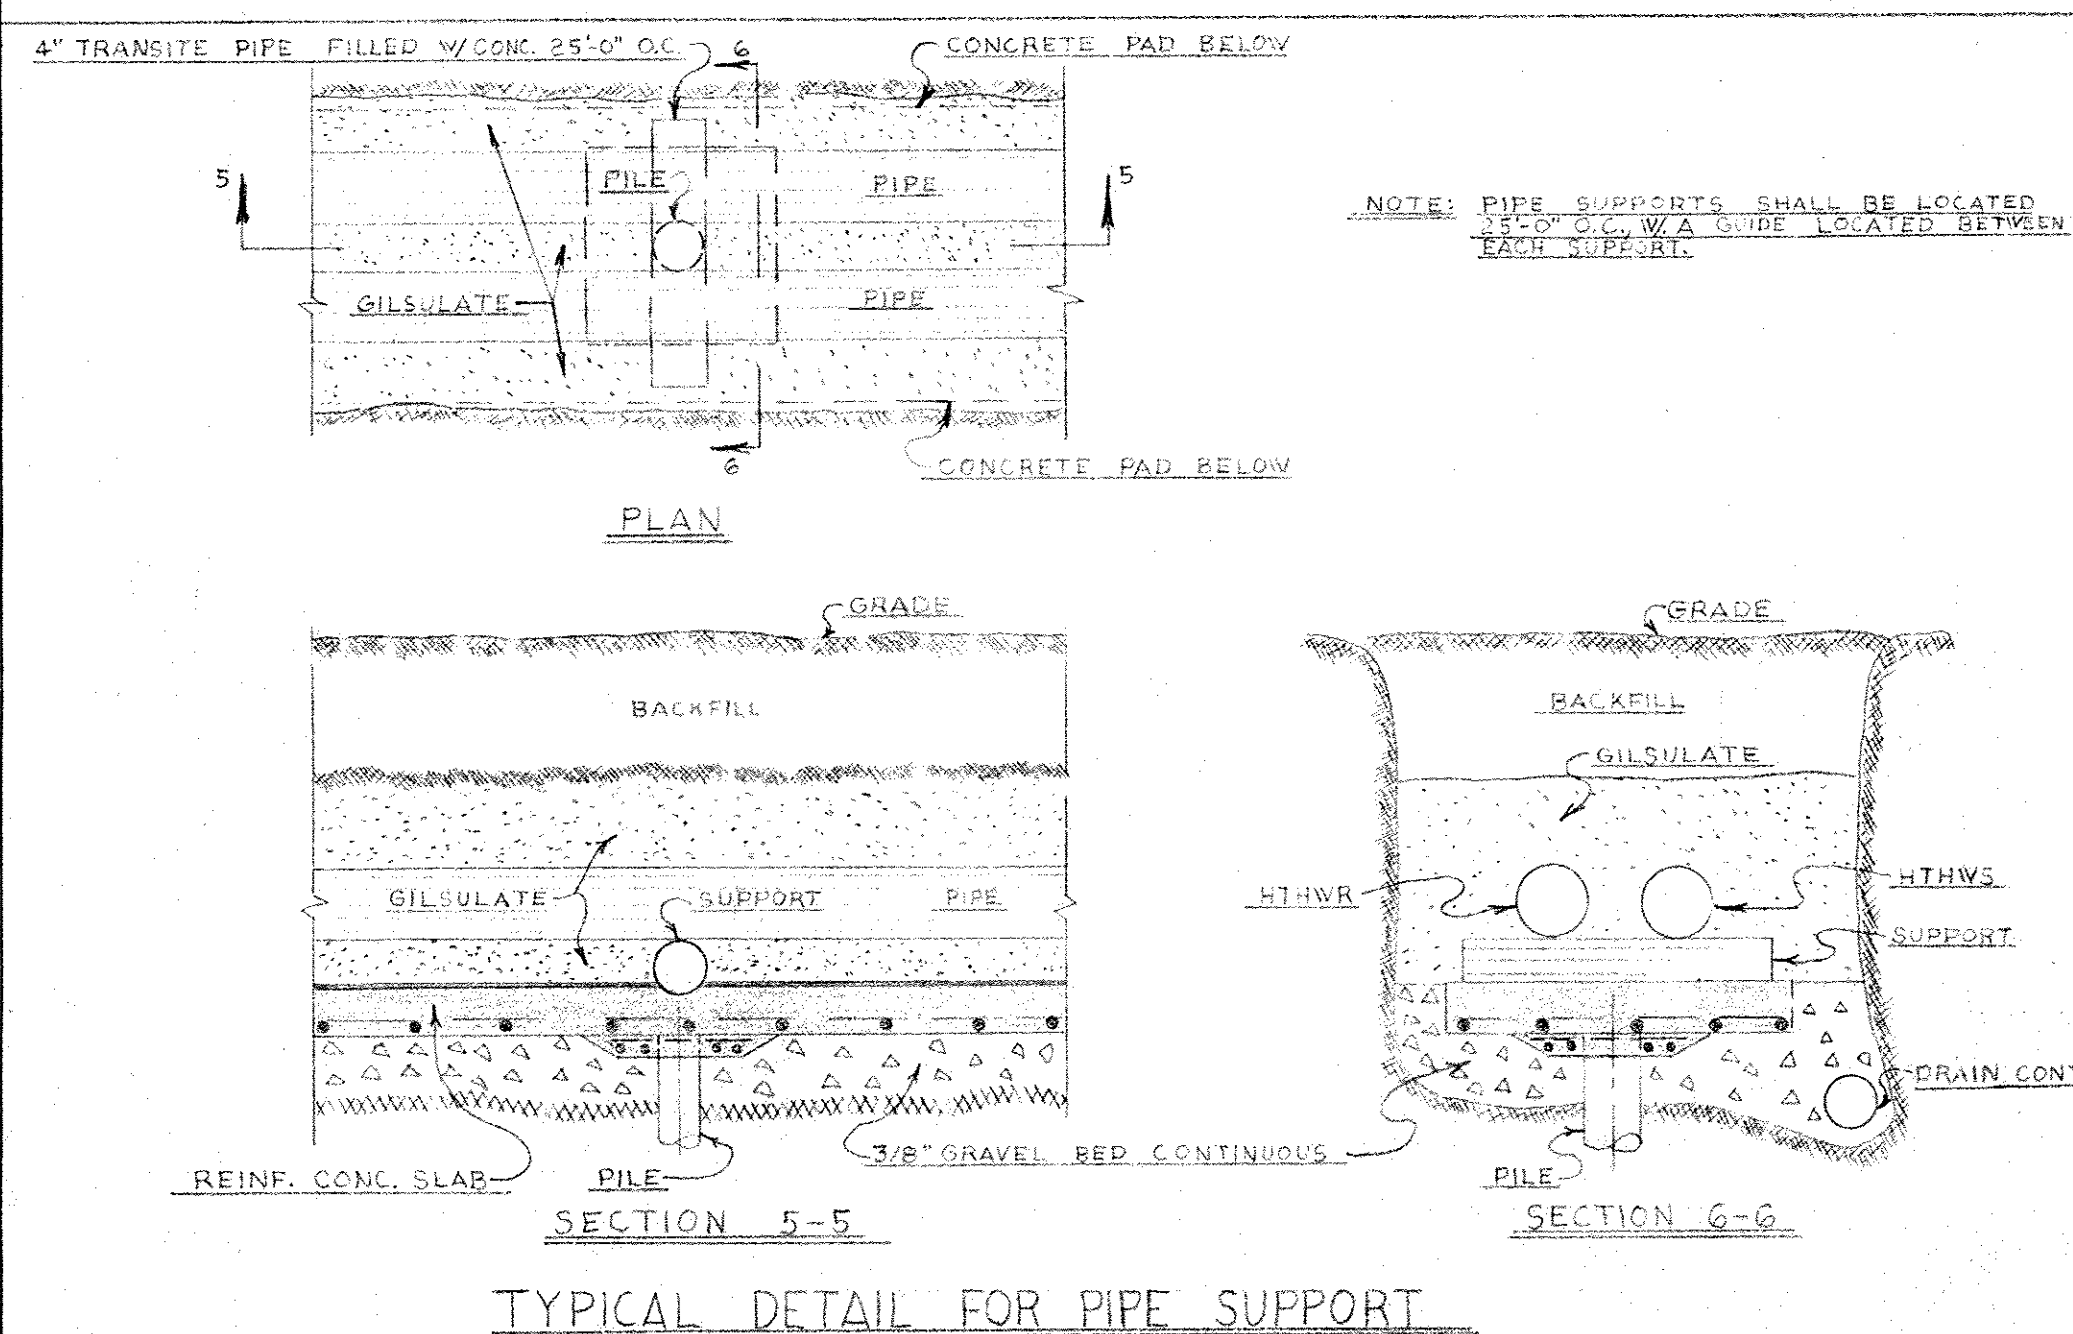 4" TRANSITE PIPE FILLED W/CONC. 25'-0" O.C.
6
CONCRETE PAD BELOW
5
PILE
PIPE
5
GILSULATE
PIPE
6
CONCRETE PAD BELOW
NOTE: PIPE SUPPORTS SHALL BE LOCATED
25'-0" O.C., W. A GUIDE LOCATED BETWEEN
EACH SUPPORT.
PLAN
GRADE
BACKFILL
GILSULATE
SUPPORT
PIPE
REINF. CONC. SLAB
PILE
3/8" GRAVEL BED CONTINUOUS
SECTION 5-5
GRADE
BACKFILL
GILSULATE
HTHWR
HTHWS
SUPPORT
DRAIN CONT
PILE
SECTION 6-6
TYPICAL DETAIL FOR PIPE SUPPORT